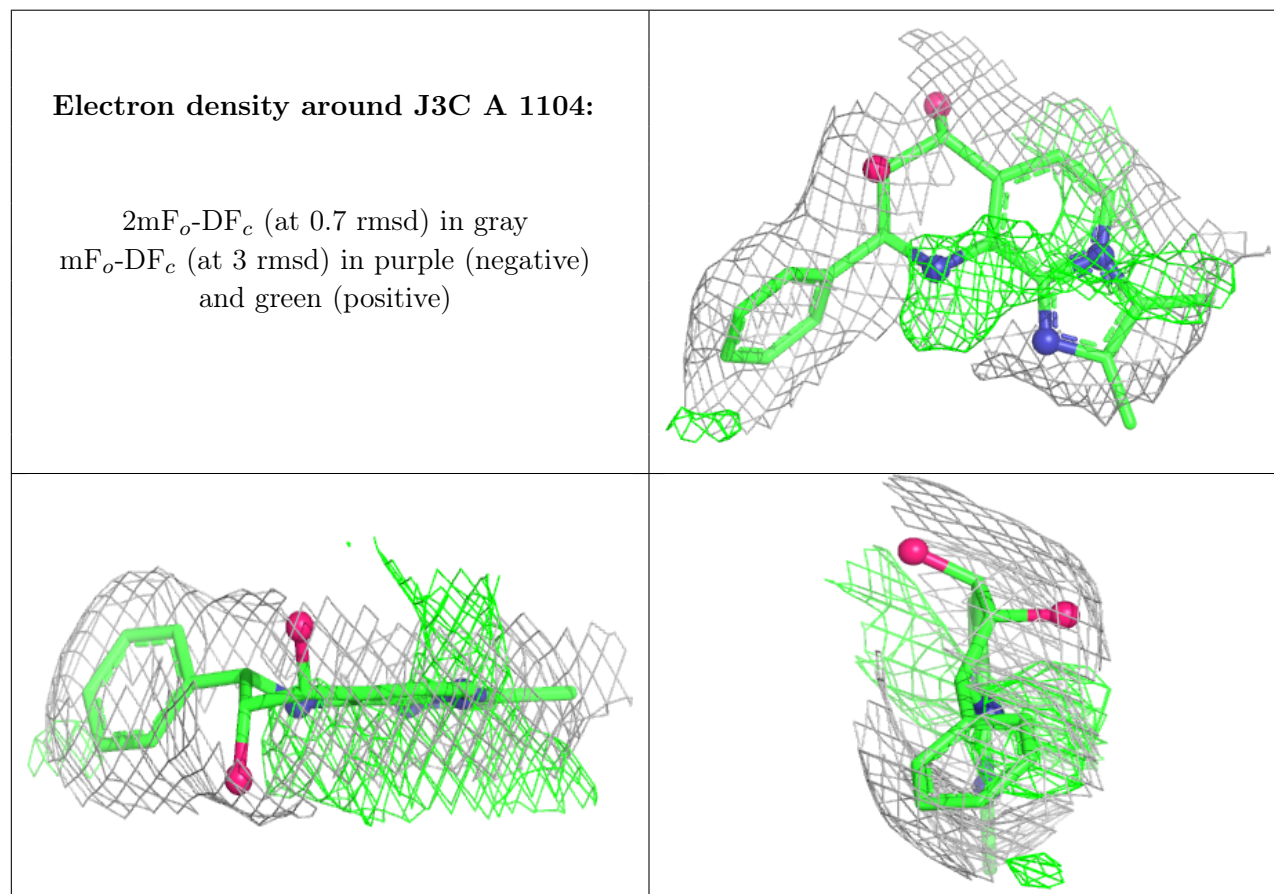 Electron density around J3C A 1104:
2mFo-DFc (at 0.7 rmsd) in gray
mFo-DFc (at 3 rmsd) in purple (negative)
and green (positive)